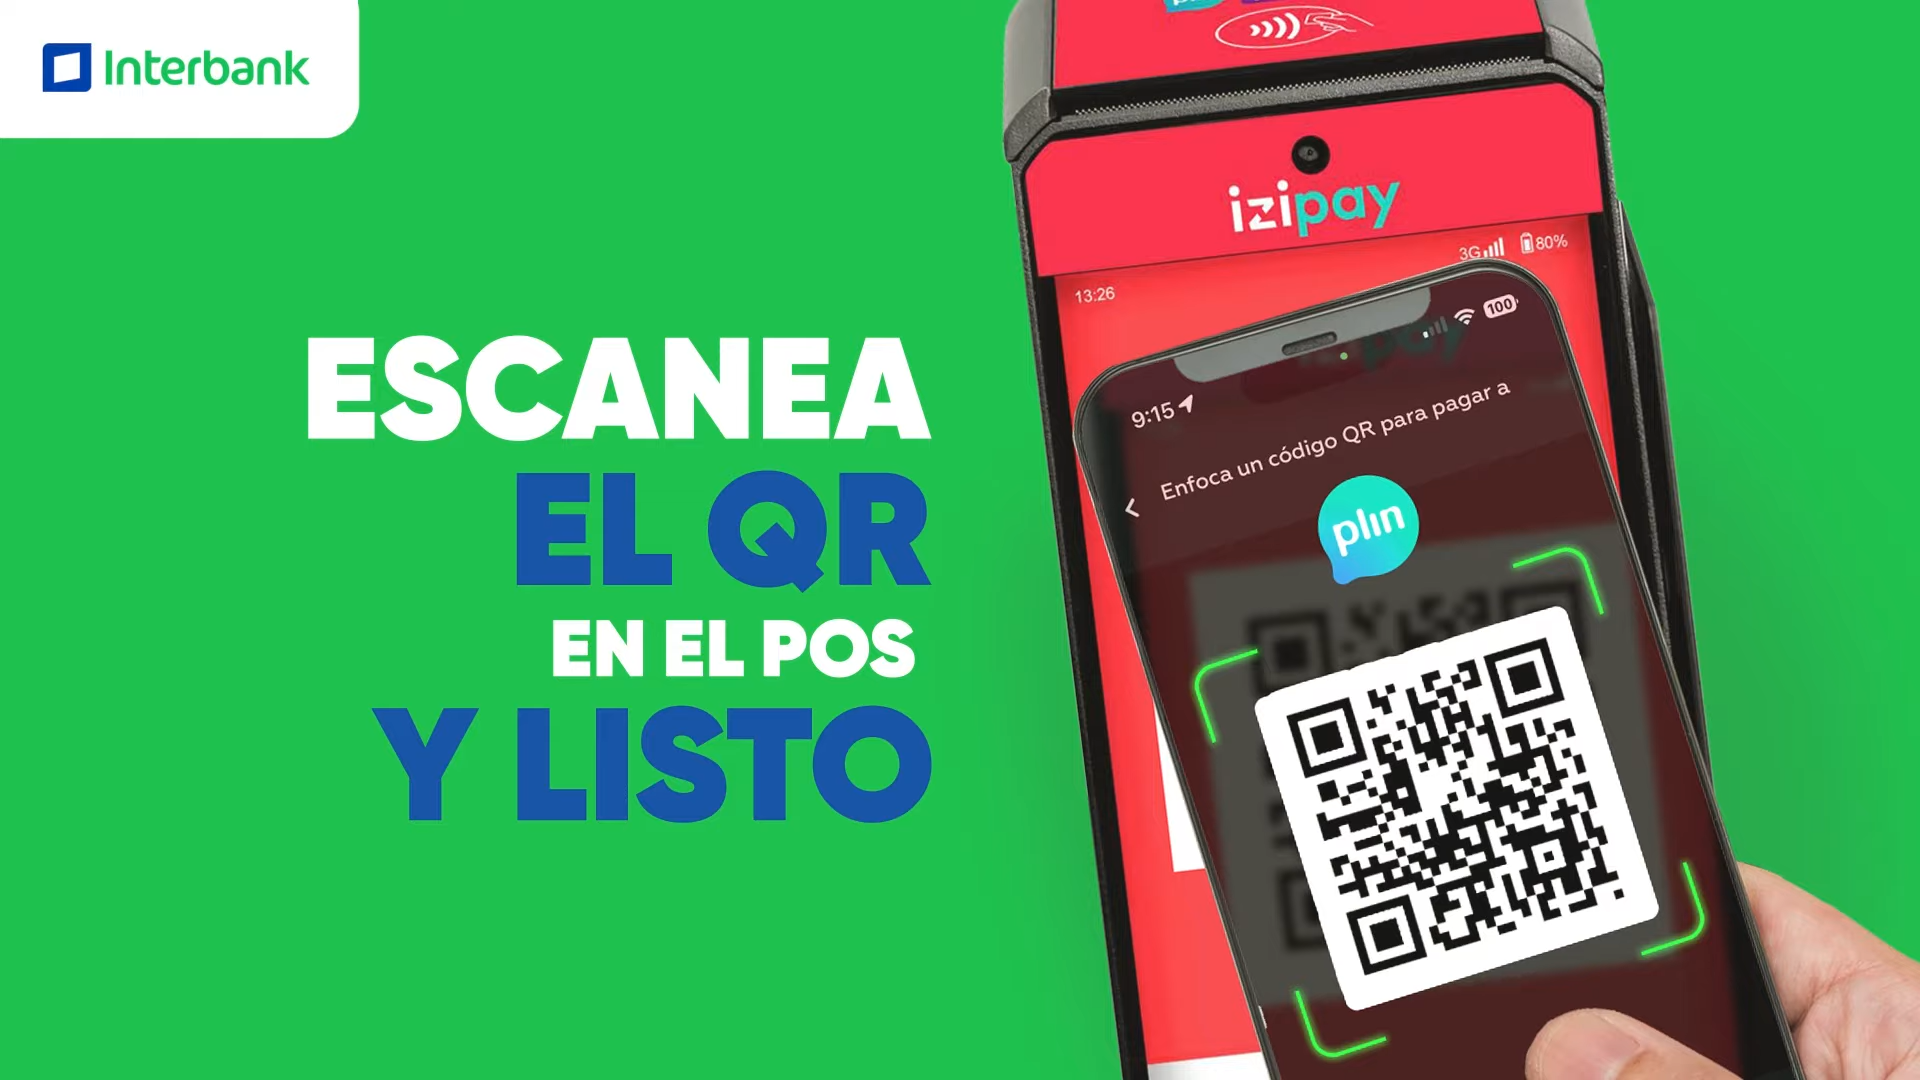 Interbank
ESCANEA
EL QR
EN EL POS
Y LISTO
izipay
3G 80%
13:26
100
9:15
Enfoca un código QR para pagar a
plin